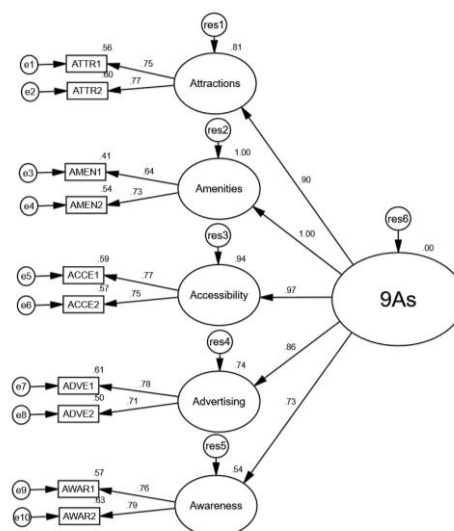 res1
.81
.56
e1 ATTR1 .75
.60
Attractions
e2 ATTR2 .77
res2
1.00
.90
.41
e3 AMEN1 .64
.54
Amenities
e4 AMEN2 .73
res6
1.00
.00
res3
.94
.59
e5 ACCE1 .77
.57
Accessibility
.97
9As
e6 ACCE2 .75
res4
.86
.74
.61
e7 ADVE1 .78
.50
Advertising
.73
e8 ADVE2 .71
res5
.54
.57
e9 AWAR1 .76
.63
Awareness
e10 AWAR2 .79